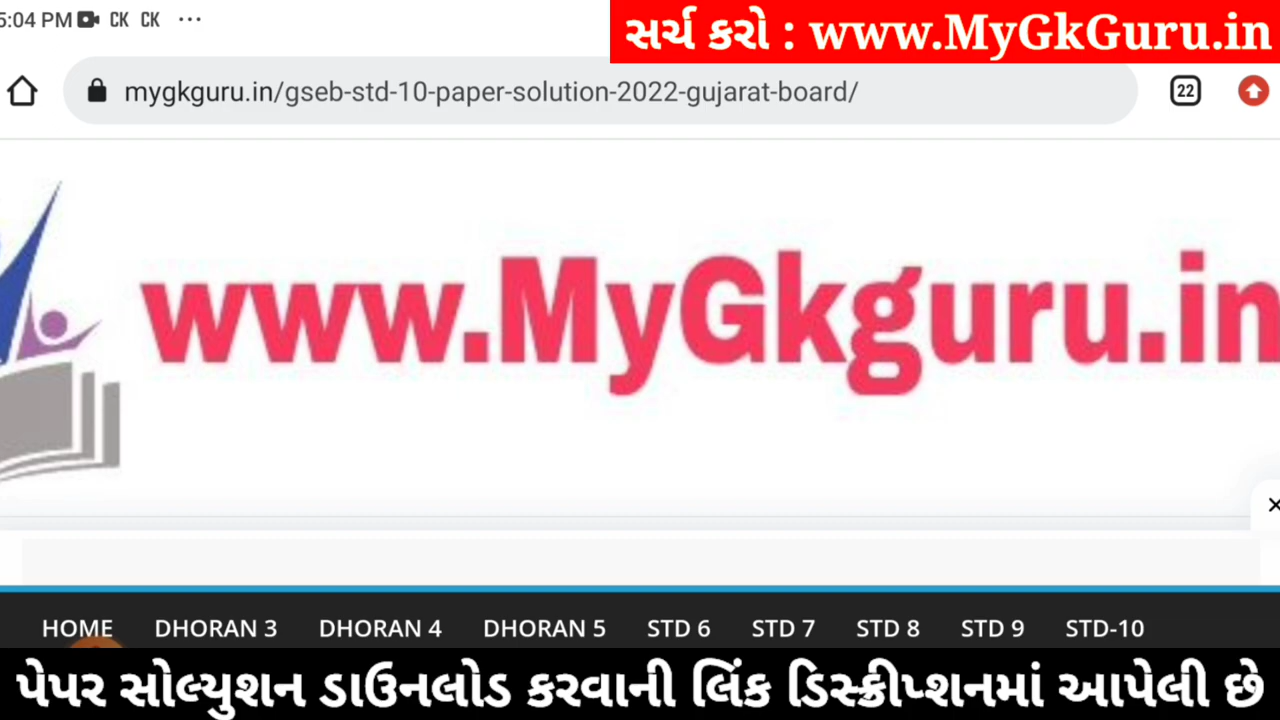 5:04 PM CK CK ...
સર્ચ કરો : www.MyGkGuru.in
mygkguru.in/gseb-std-10-paper-solution-2022-gujarat-board/
22
www.MyGkguru.in
HOME DHORAN 3 DHORAN 4 DHORAN 5 STD 6 STD 7 STD 8 STD 9 STD-10
પેપર સોલ્યુશન ડાઉનલોડ કરવાની લિંક ડિસ્ક્રીપ્શનમાં આપેલી છે